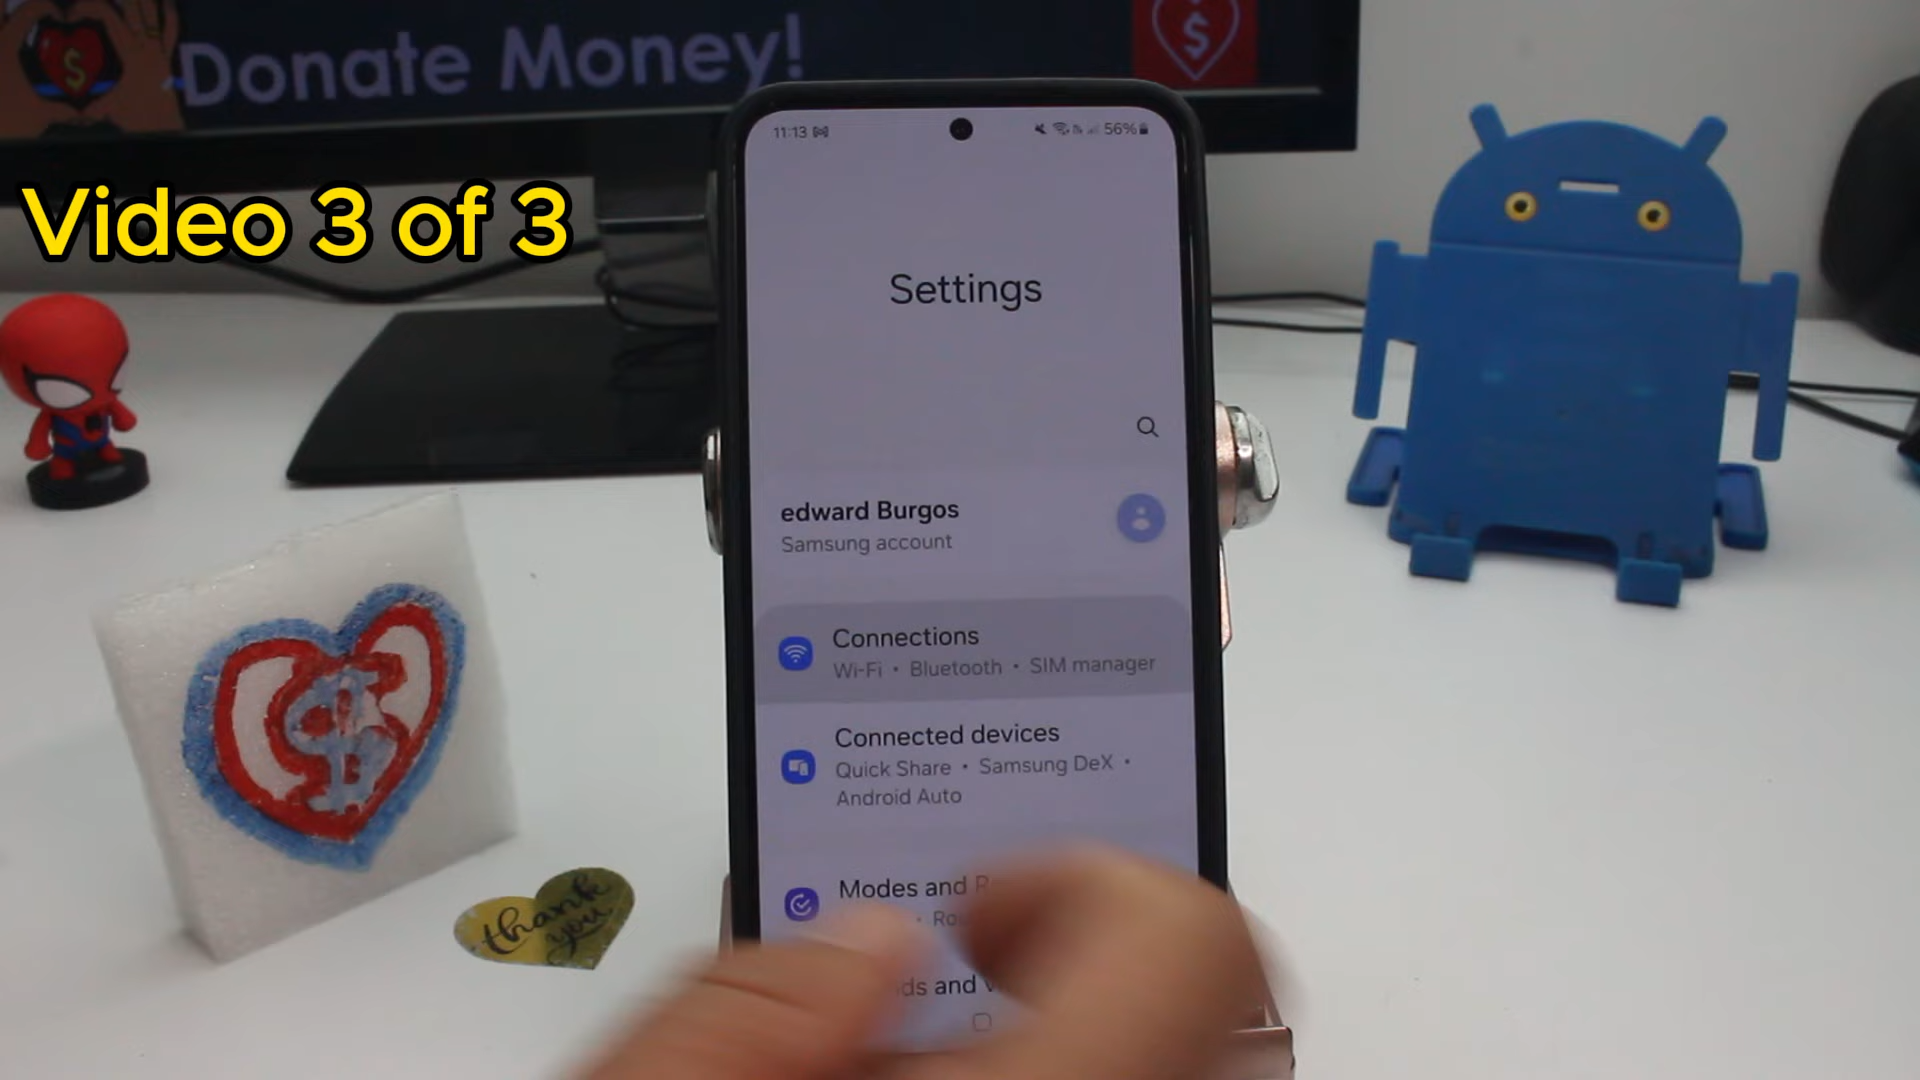 Donate Money!
$
$
Video 3 of 3
11:13
56%
Settings
edward Burgos
Samsung account
Connections
Wi-Fi • Bluetooth • SIM manager
Connected devices
Quick Share • Samsung DeX •
Android Auto
Modes and
and
$
thank
you